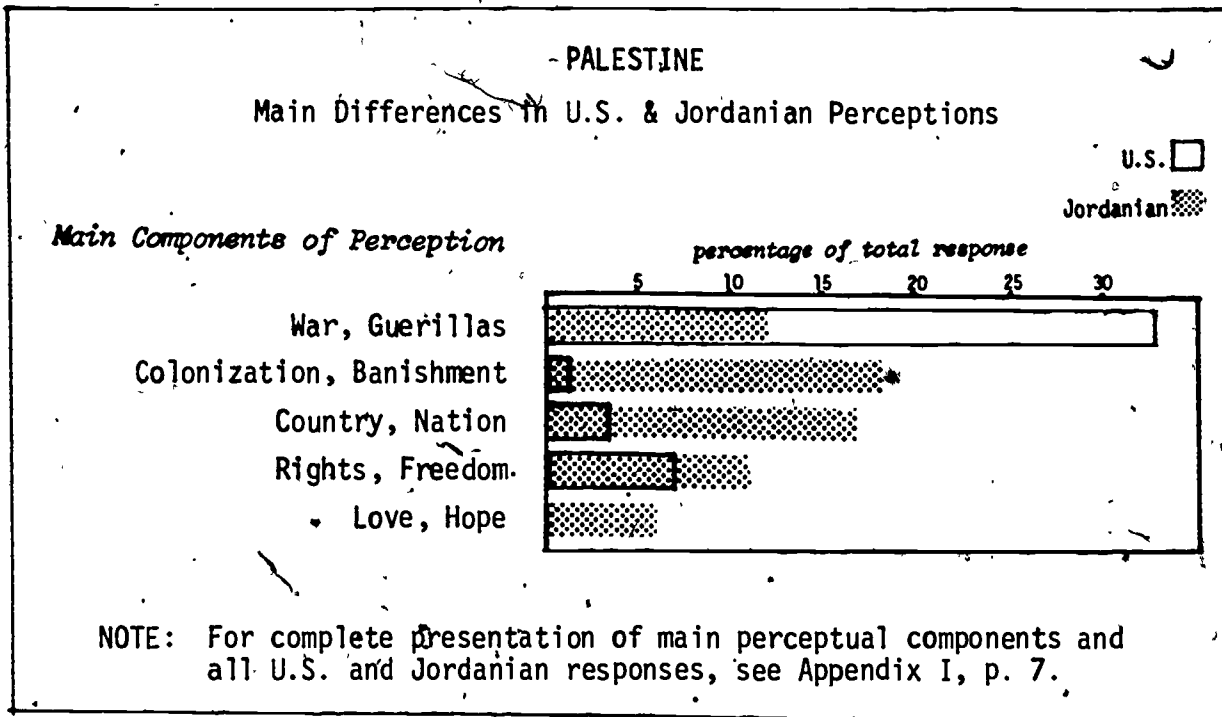 PALESTINE
Main Differences in U.S. & Jordanian Perceptions
U.S.
Jordanian
Main Components of Perception
percentage of total response
5 10 15 20 25 30
War, Guerillas
Colonization, Banishment
Country, Nation
Rights, Freedom
Love, Hope
NOTE: For complete presentation of main perceptual components and
all U.S. and Jordanian responses, see Appendix I, p. 7.